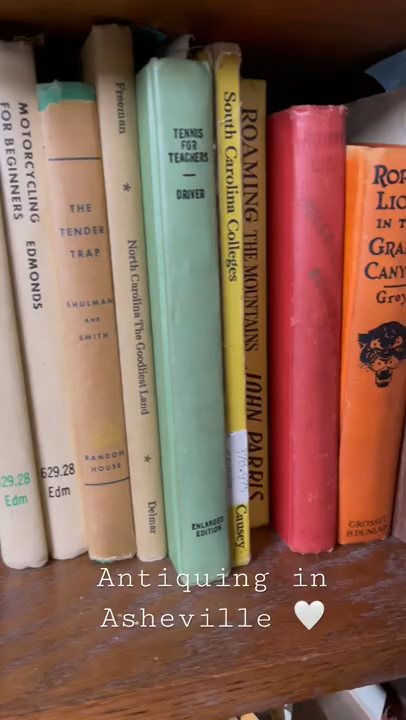 MOTORCYCLING
FOR BEGINNERS
EDMONDS
629.28
Edm
629.28
Edm
THE
TENDER
TRAP
SHULMAN
AND
SMITH
RANDOM
HOUSE
Freeman
*
North Carolina The Goodliest Land
*
Delmar
TENNIS
FOR
TEACHERS
DRIVER
ENLARGED
EDITION
South Carolina Colleges
Causey
ROAMING THE MOUNTAINS
JOHN PARRIS
IN T
Grey
GROSSET
Antiquing in
Asheville 🤍